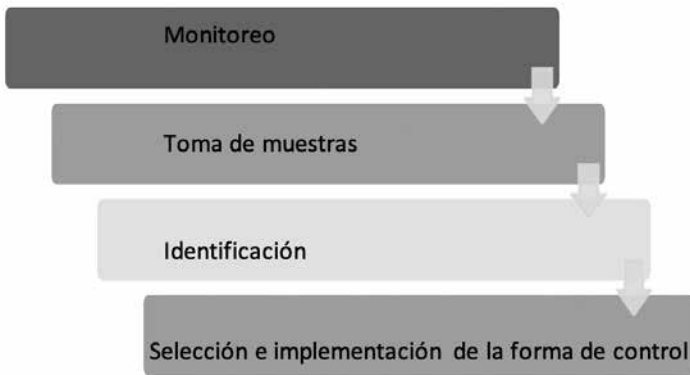 Monitoreo
Toma de muestras
Identificación
Selección e implementación de la forma de control